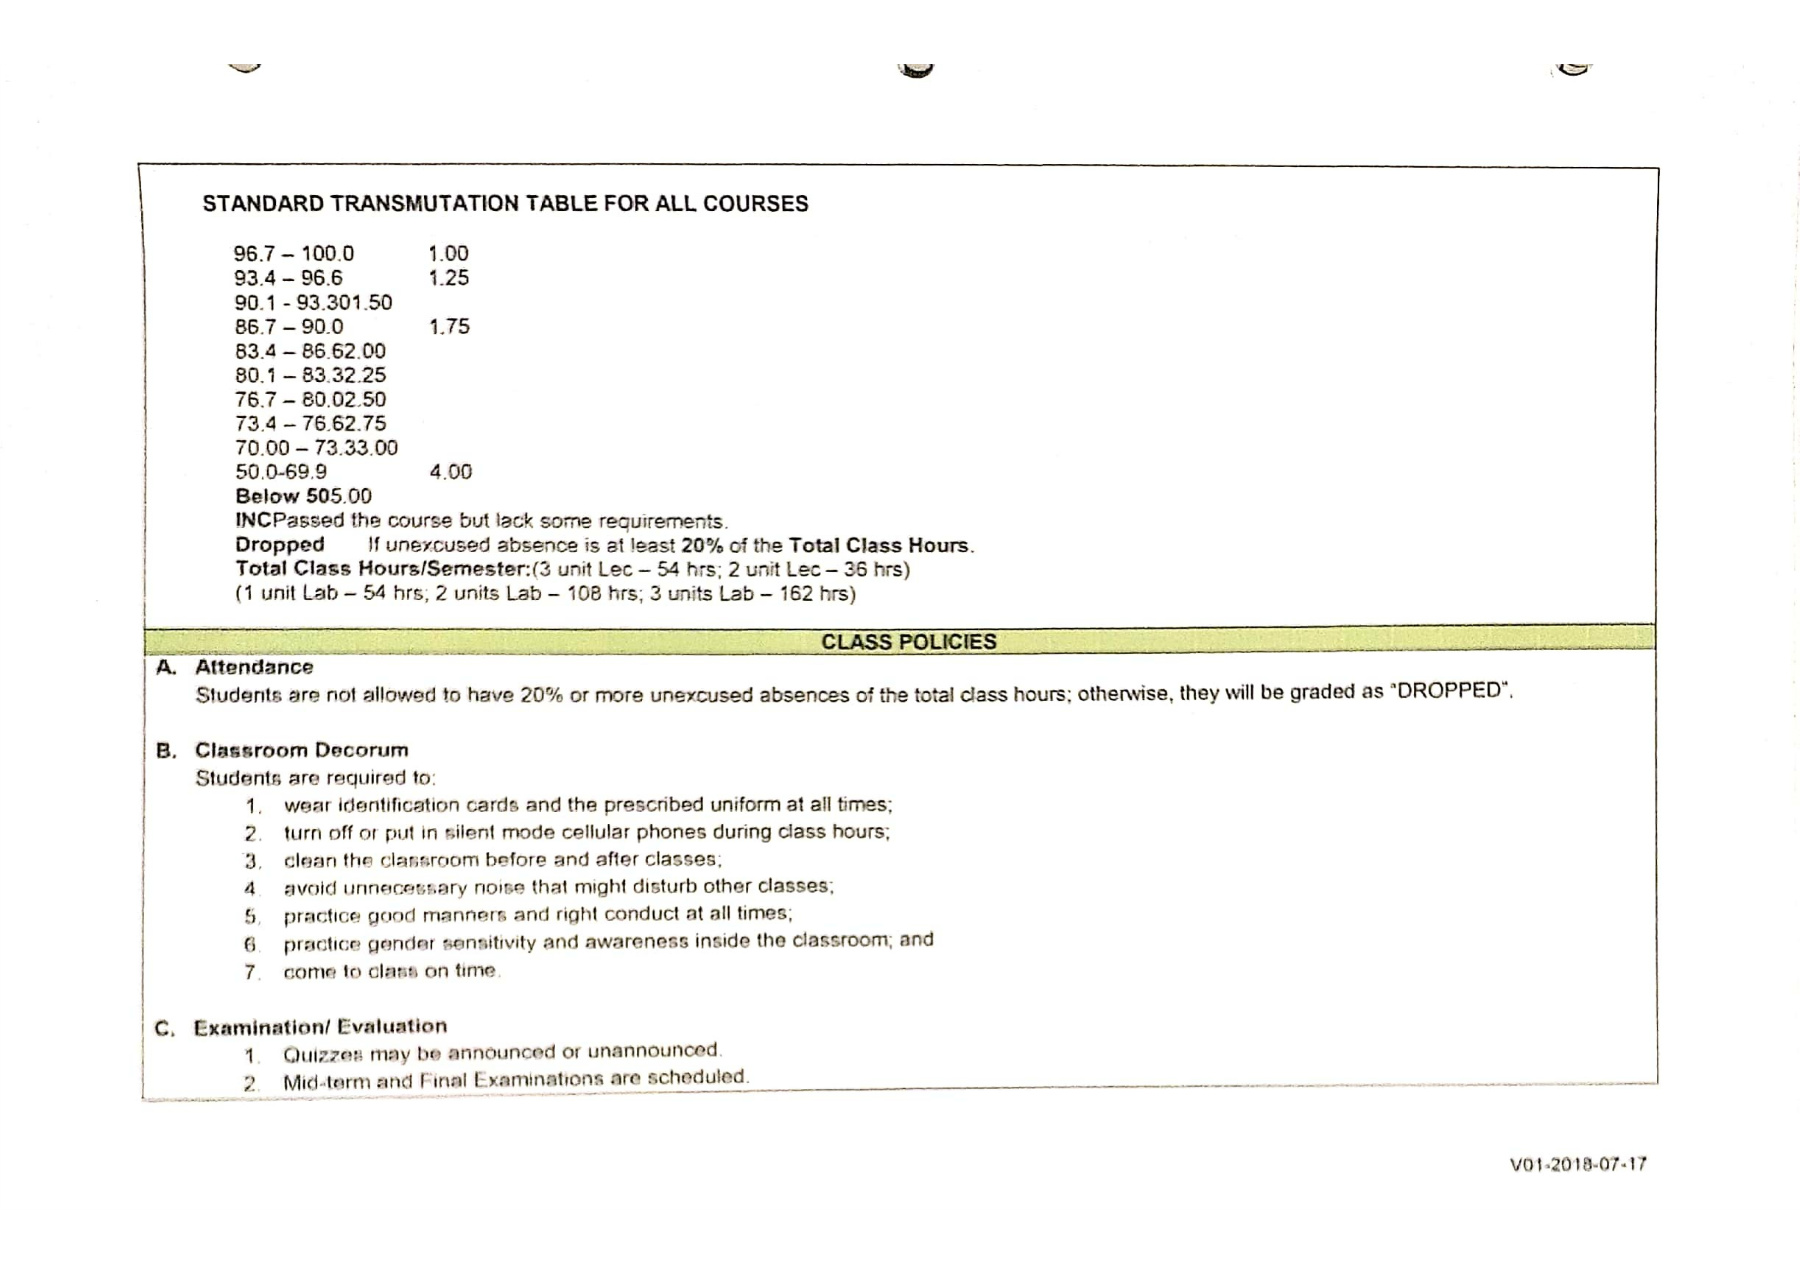 STANDARD TRANSMUTATION TABLE FOR ALL COURSES
96.7 – 100.0 1.00
93.4 – 96.6 1.25
90.1 - 93.301.50
86.7 – 90.0 1.75
83.4 – 86.62.00
80.1 – 83.32.25
76.7 – 80.02.50
73.4 – 76.62.75
70.00 – 73.33.00
50.0-69.9 4.00
Below 505.00
INCPassed the course but lack some requirements.
Dropped If unexcused absence is at least 20% of the Total Class Hours.
Total Class Hours/Semester:(3 unit Lec – 54 hrs; 2 unit Lec – 36 hrs)
(1 unit Lab – 54 hrs; 2 units Lab – 108 hrs; 3 units Lab – 162 hrs)
CLASS POLICIES
A. Attendance
Students are not allowed to have 20% or more unexcused absences of the total class hours; otherwise, they will be graded as "DROPPED".
B. Classroom Decorum
Students are required to:
1. wear identification cards and the prescribed uniform at all times;
2. turn off or put in silent mode cellular phones during class hours;
3. clean the classroom before and after classes;
4. avoid unnecessary noise that might disturb other classes;
5. practice good manners and right conduct at all times;
6. practice gender sensitivity and awareness inside the classroom; and
7. come to class on time.
C. Examination/ Evaluation
1. Quizzes may be announced or unannounced.
2. Mid-term and Final Examinations are scheduled.
V01-2018-07-17